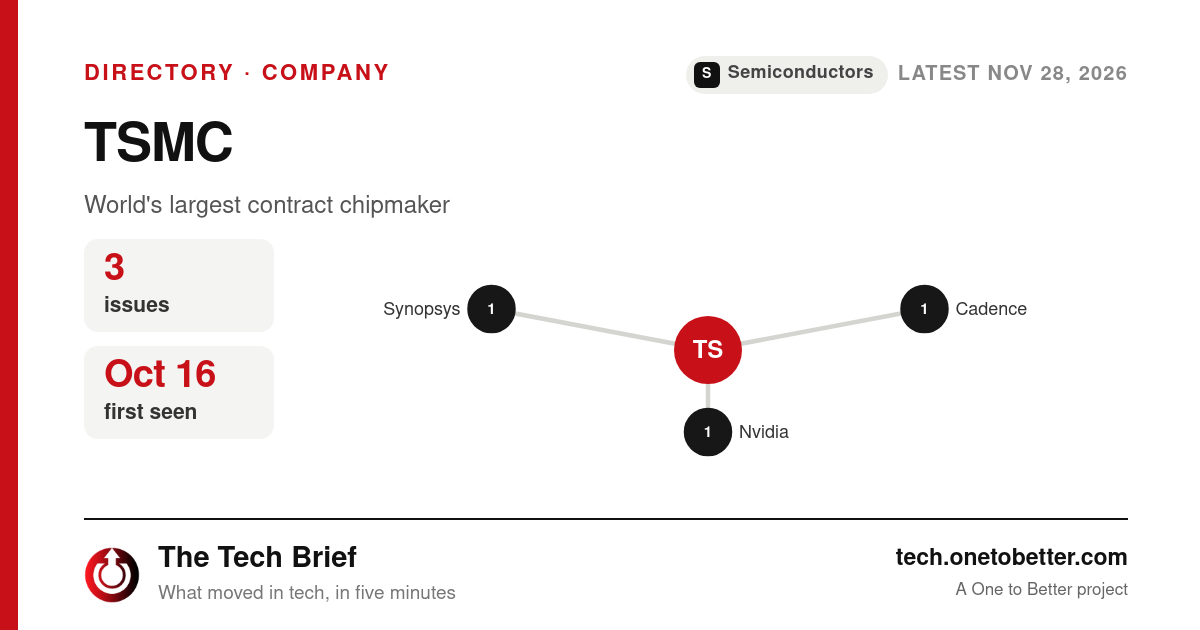 DIRECTORY · COMPANY
S Semiconductors LATEST NOV 28, 2026
TSMC
World's largest contract chipmaker
3
issues
Oct 16
first seen
Synopsys 1
1 Cadence
TS
1 Nvidia
The Tech Brief
What moved in tech, in five minutes
tech.onetobetter.com
A One to Better project